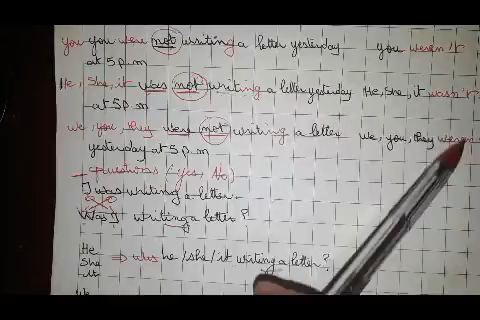 you you were not writing a letter yesterday you weren't
at 5 p.m
He, She, it was not writing a letter yesterday He, She, it wasn't
at 5 p.m
we, you, they were not writing a letter we, you, they weren
yesterday at 5 p.m
_ questions / (yes, No)
I was writing a letter.
Was I writing a letter?
He
She ⇒ was he / she / it writing a letter?
it
we